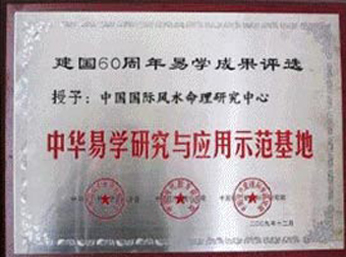 建国60周年易学成果评选
授予：中国国际风水命理研究中心
中华易学研究与应用示范基地
二〇〇九年十二月